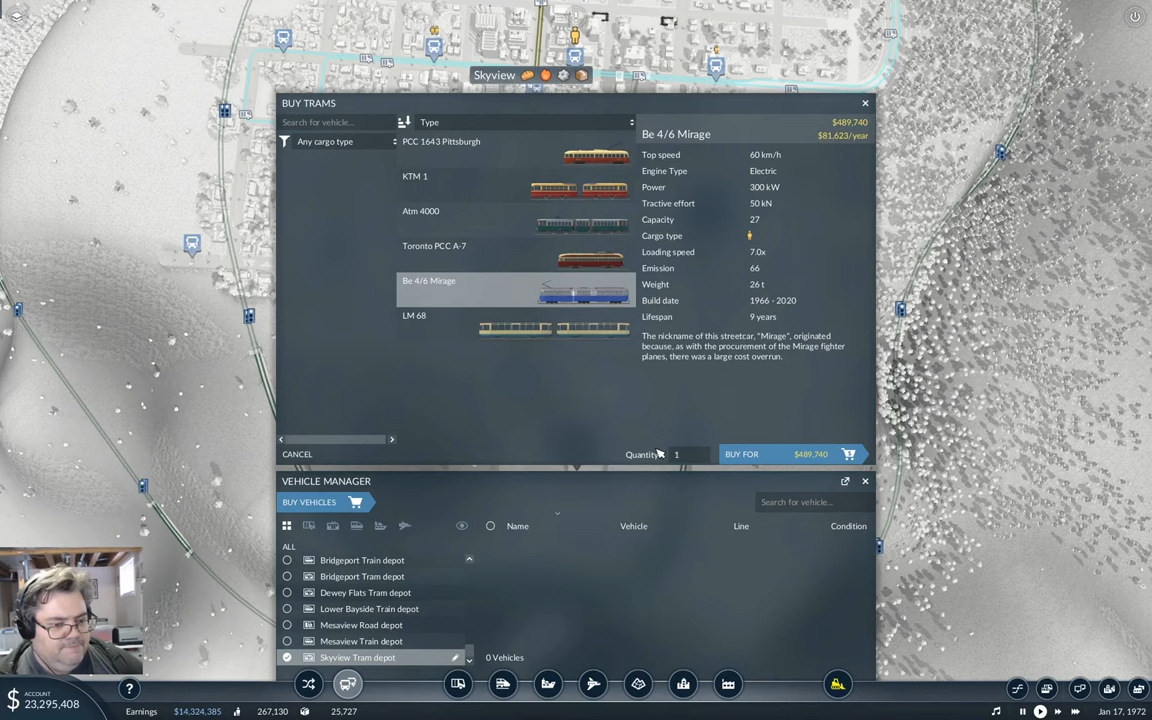 Skyview
BUY TRAMS
Search for vehicle...
Type
Any cargo type
PCC 1643 Pittsburgh
KTM 1
Atm 4000
Toronto PCC A-7
Be 4/6 Mirage
LM 68
$489,740
Be 4/6 Mirage
$81,623/year
Top speed 60 km/h
Engine Type Electric
Power 300 kW
Tractive effort 50 kN
Capacity 27
Cargo type
Loading speed 7.0x
Emission 66
Weight 26 t
Build date 1966 - 2020
Lifespan 9 years
The nickname of this streetcar, "Mirage", originated
because, as with the procurement of the Mirage fighter
planes, there was a large cost overrun.
CANCEL
Quantity 1
BUY FOR $489,740
VEHICLE MANAGER
BUY VEHICLES
Search for vehicle...
Name Vehicle Line Condition
ALL
Bridgeport Train depot
Bridgeport Tram depot
Dewey Flats Tram depot
Lower Bayside Train depot
Mesaview Road depot
Mesaview Train depot
Skyview Tram depot
0 Vehicles
?
$ ACCOUNT
23,295,408
Earnings $14,324,385 267,130 25,727
Jan 17, 1972